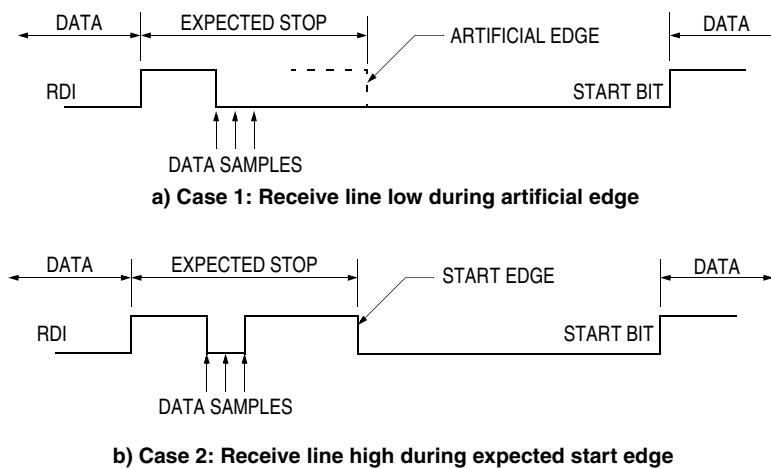 DATA EXPECTED STOP DATA
ARTIFICIAL EDGE
RDI START BIT
DATA SAMPLES
a) Case 1: Receive line low during artificial edge
DATA EXPECTED STOP DATA
START EDGE
RDI START BIT
DATA SAMPLES
b) Case 2: Receive line high during expected start edge